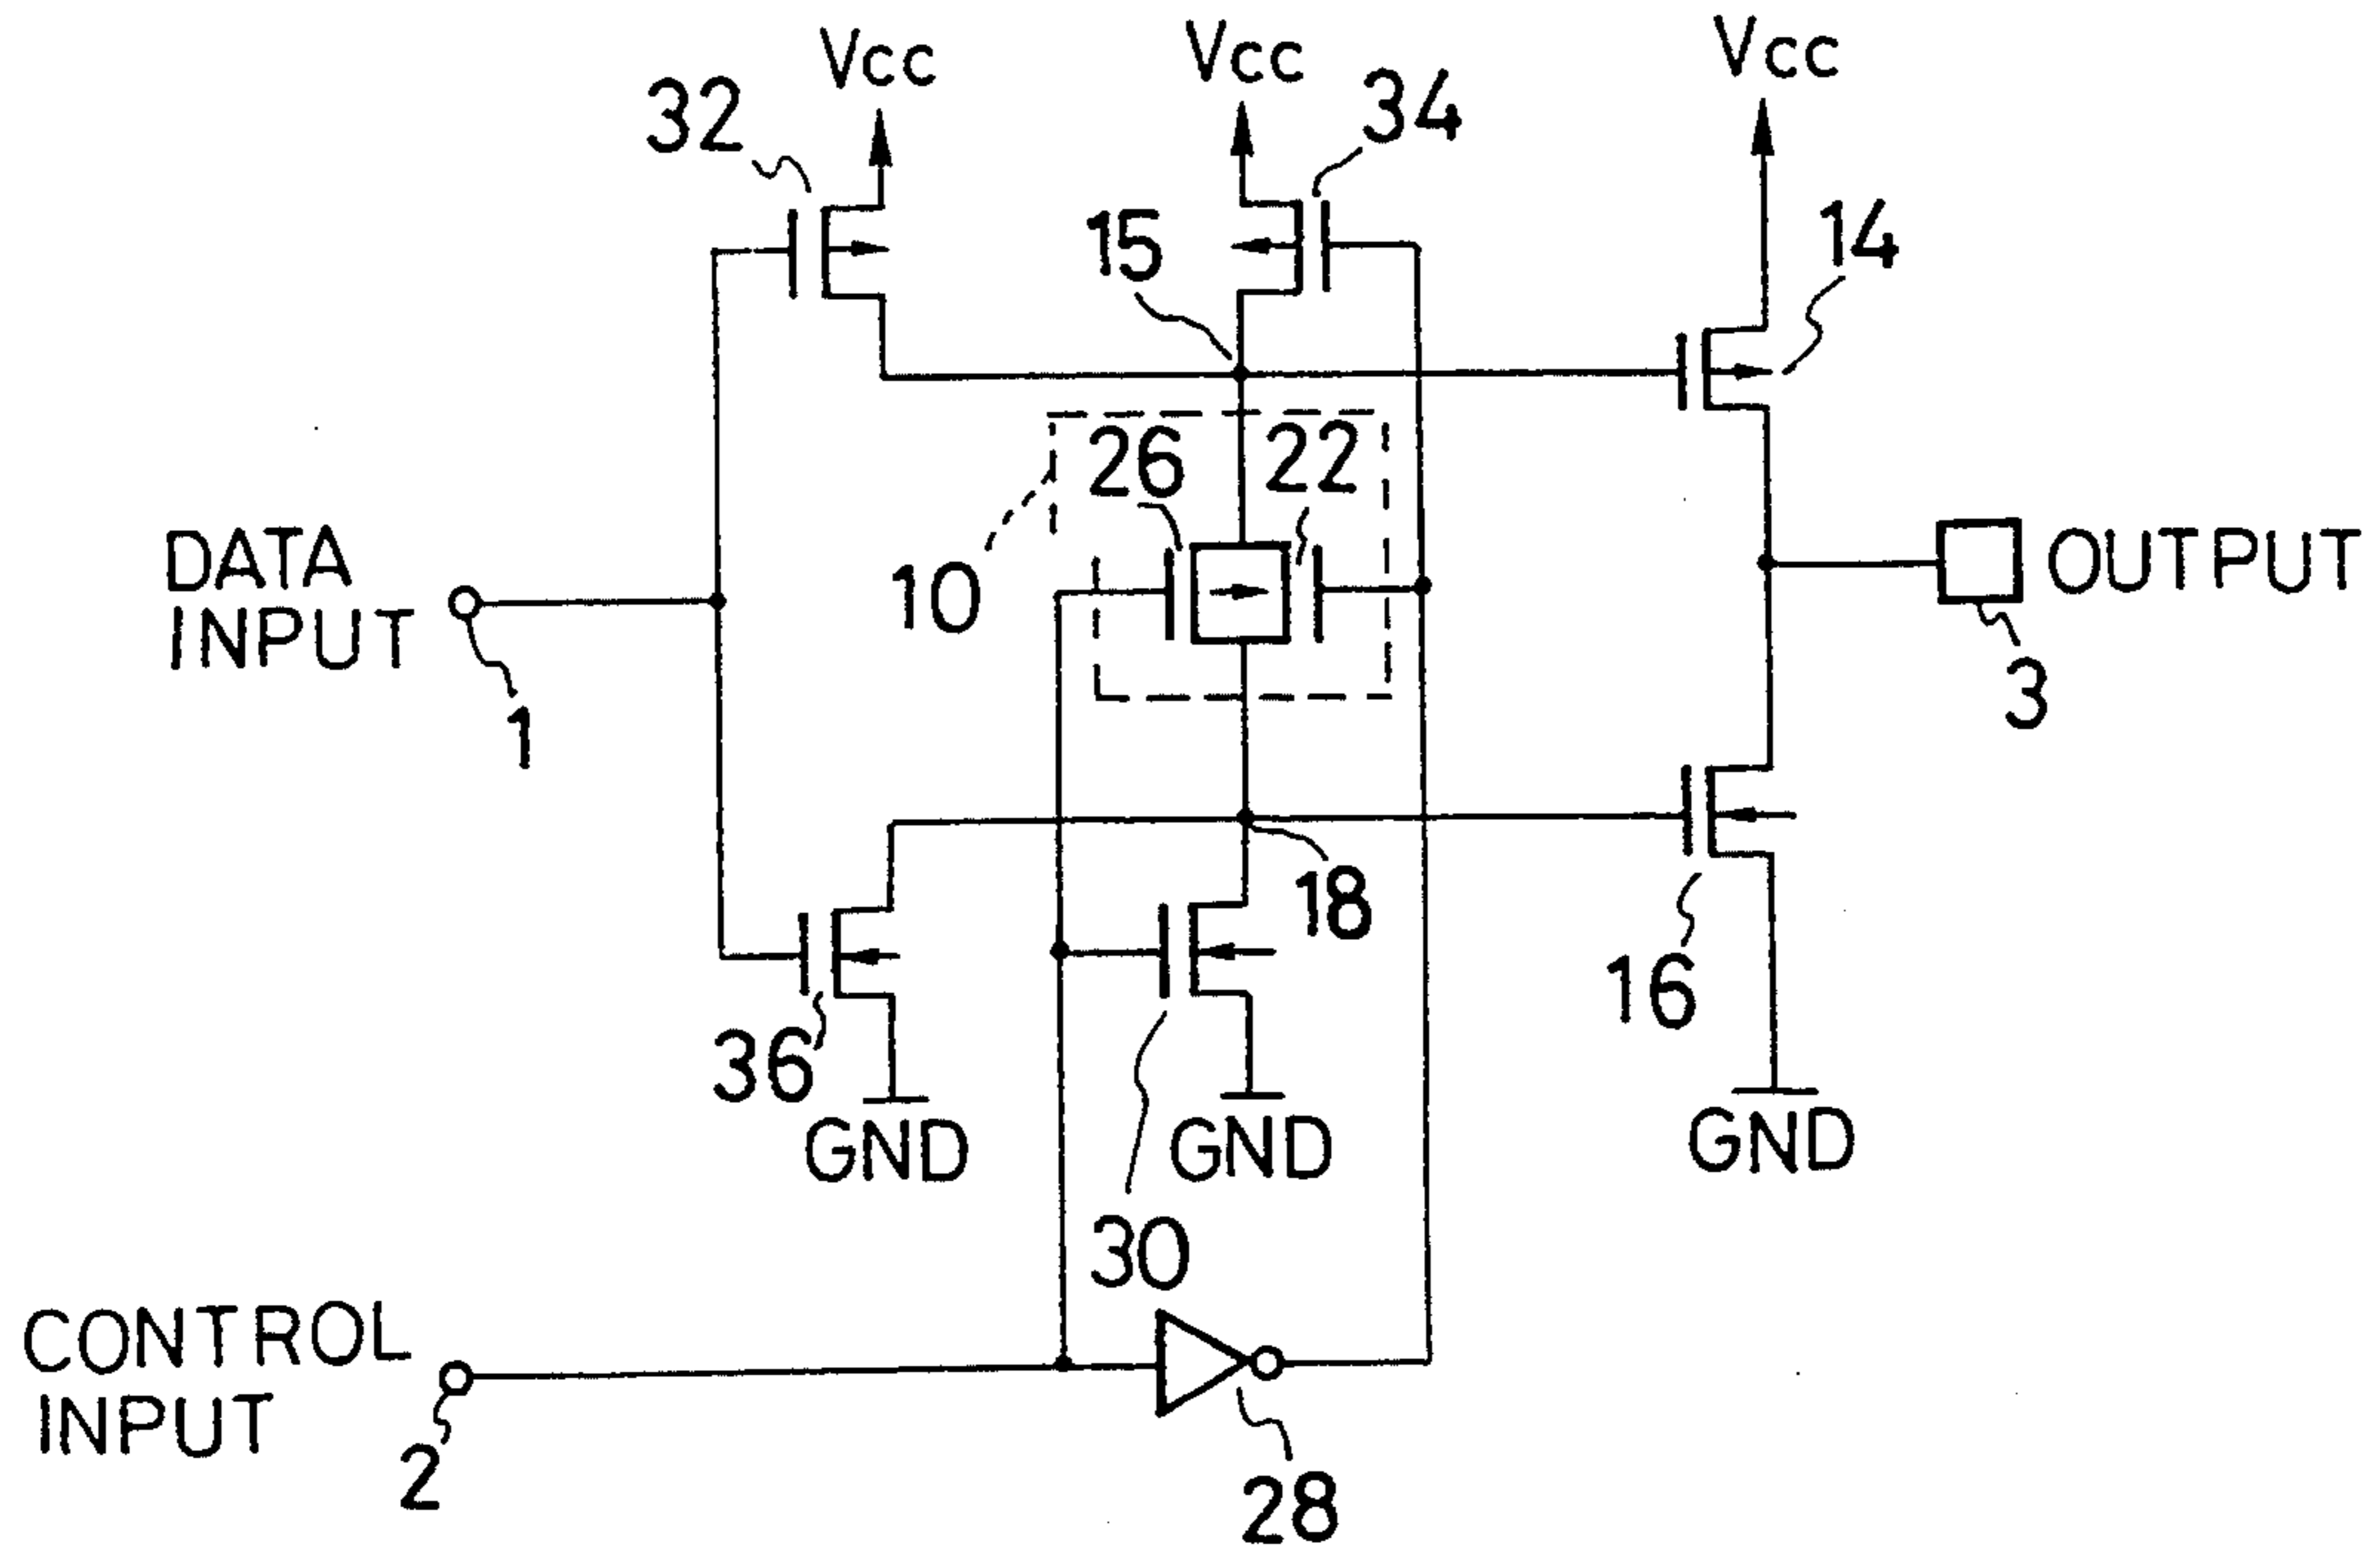 Vcc
Vcc
Vcc
32
34
15
14
26
22
10
DATA
INPUT
1
OUTPUT
3
18
16
36
GND
GND
GND
30
CONTROL
INPUT
2
28